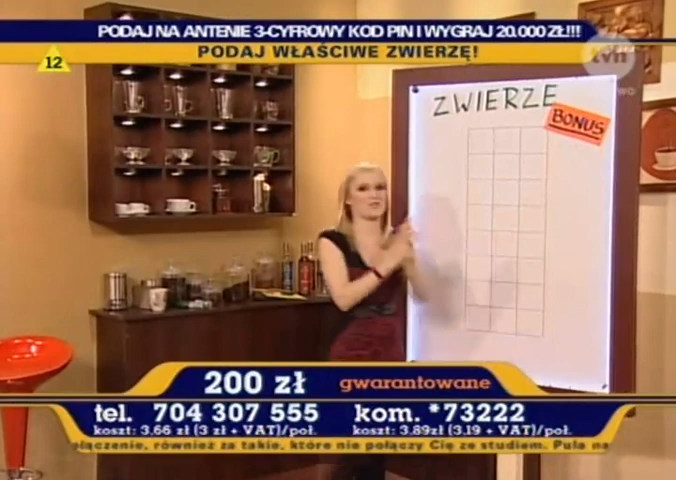 PODAJ NA ANTENIE 3-CYFROWY KOD PIN I WYGRAJ 20.000 ZŁ!!!
PODAJ WŁAŚCIWE ZWIERZĘ!
12
tvn
ZWIERZE
BONUS
200 zł gwarantowane
tel. 704 307 555 kom. *73222
koszt: 3,66 zł (3 zł + VAT)/poł. koszt: 3,89zł (3,19 + VAT)/poł.
również za takie, które nie połączy Cię ze studiem. Pula